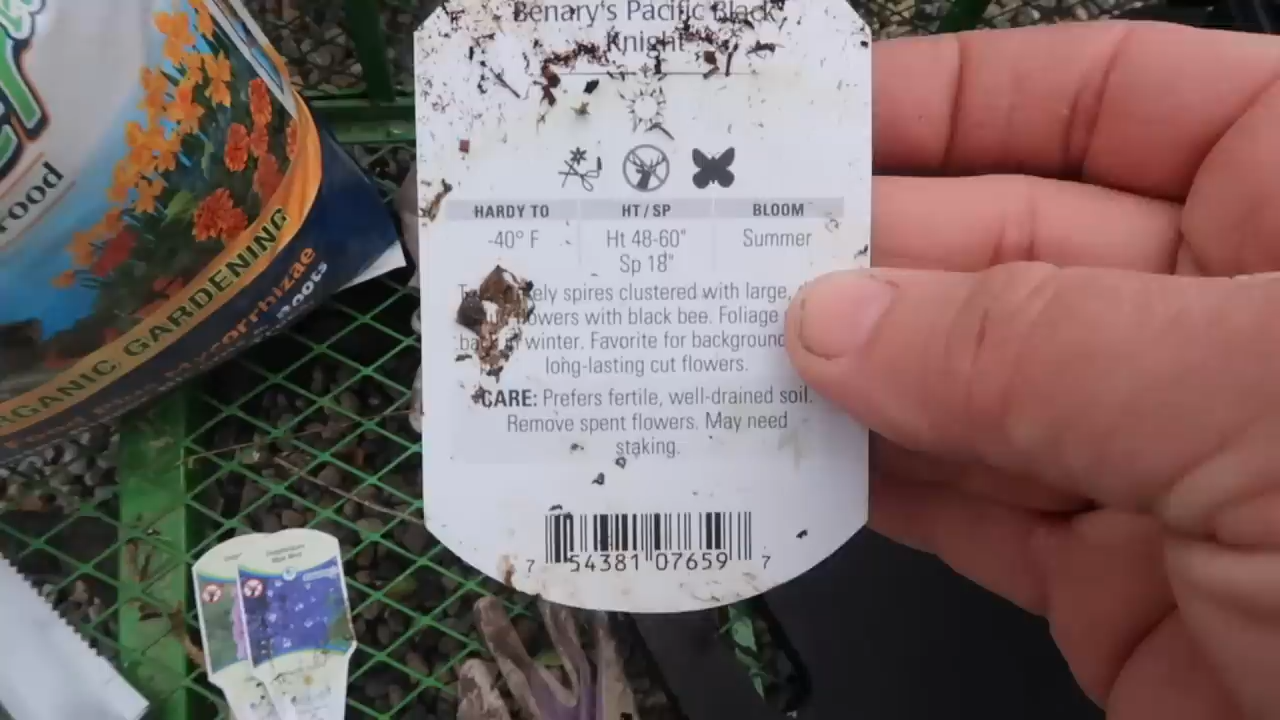 Benary's Pacific Black
Knight
HARDY TO
HT / SP
BLOOM
-40° F
Ht 48-60"
Summer
Sp 18"
spires clustered with large,
flowers with black bee. Foliage
winter. Favorite for background
long-lasting cut flowers.
CARE: Prefers fertile, well-drained soil.
Remove spent flowers. May need
staking.
7 54381 07659 7
Food
ORGANIC GARDENING
Mycorrhizae
Roots